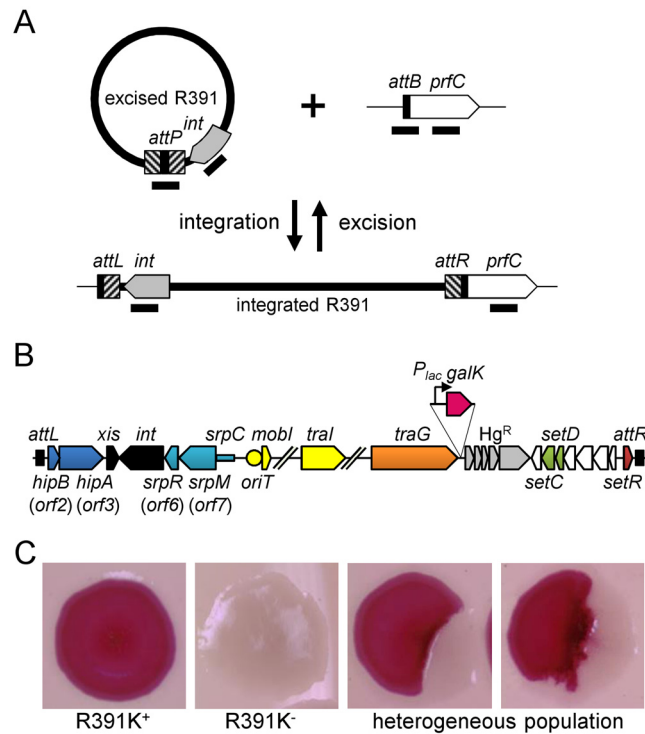 A
excised R391
attP
int
+
attB prfC
integration
excision
attL int
attR prfC
integrated R391
B
Plac galK
attL
xis int srpC mobI traI traG HgR setD attR
hipB hipA srpR srpM oriT setC setR
(orf2) (orf3) (orf6) (orf7)
C
R391K+ R391K- heterogeneous population